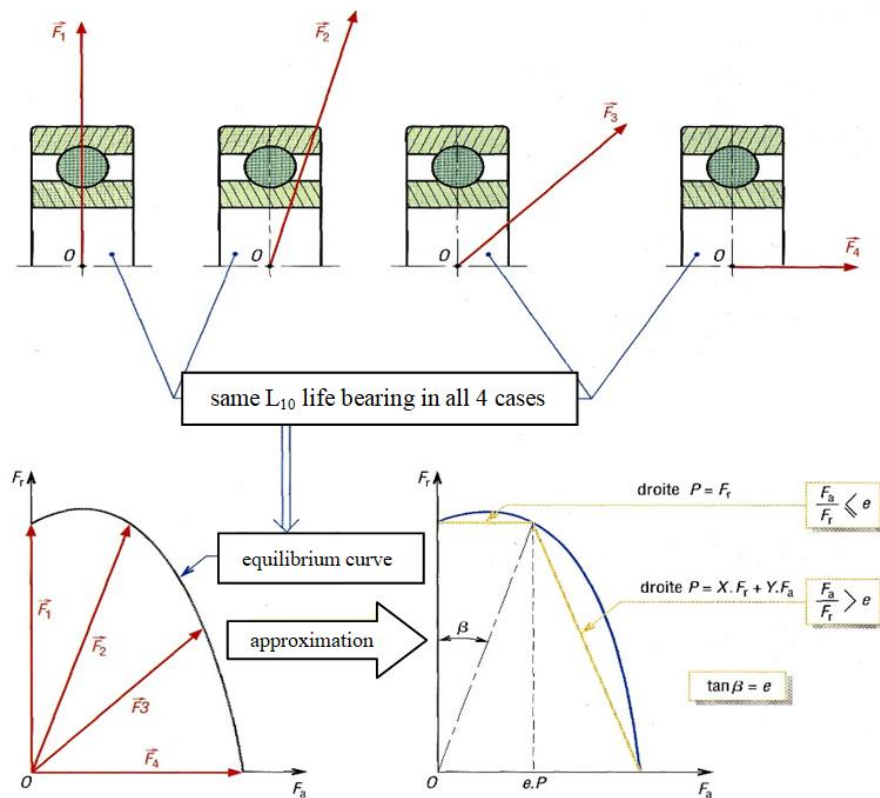 F₁
F₂
F₃
F₄
O
O
O
O
same L₁₀ life bearing in all 4 cases
Fᵣ
F₁
F₂
F3
F₄
O
Fₐ
equilibrium curve
approximation
Fᵣ
droite P = Fᵣ
Fₐ/Fᵣ ⩽ e
droite P = X.Fᵣ + Y.Fₐ
Fₐ/Fᵣ > e
β
tan β = e
O
e.P
Fₐ